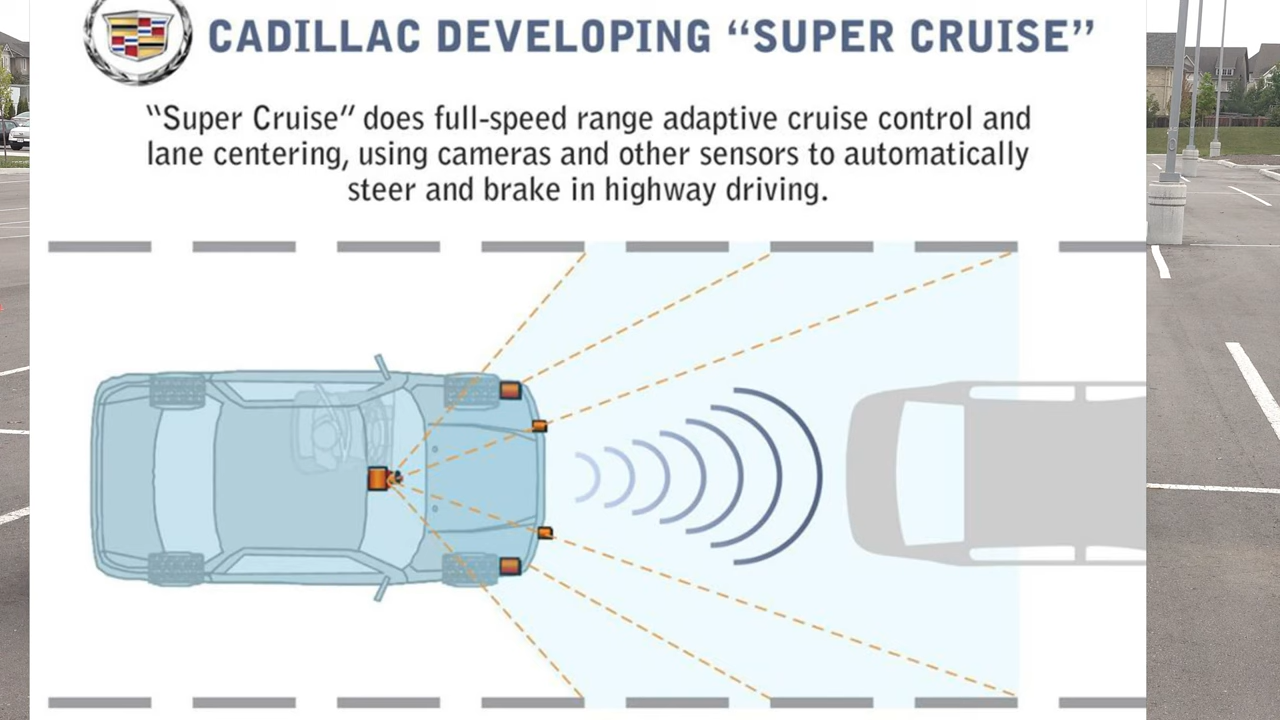 CADILLAC DEVELOPING “SUPER CRUISE”
“Super Cruise” does full-speed range adaptive cruise control and
lane centering, using cameras and other sensors to automatically
steer and brake in highway driving.